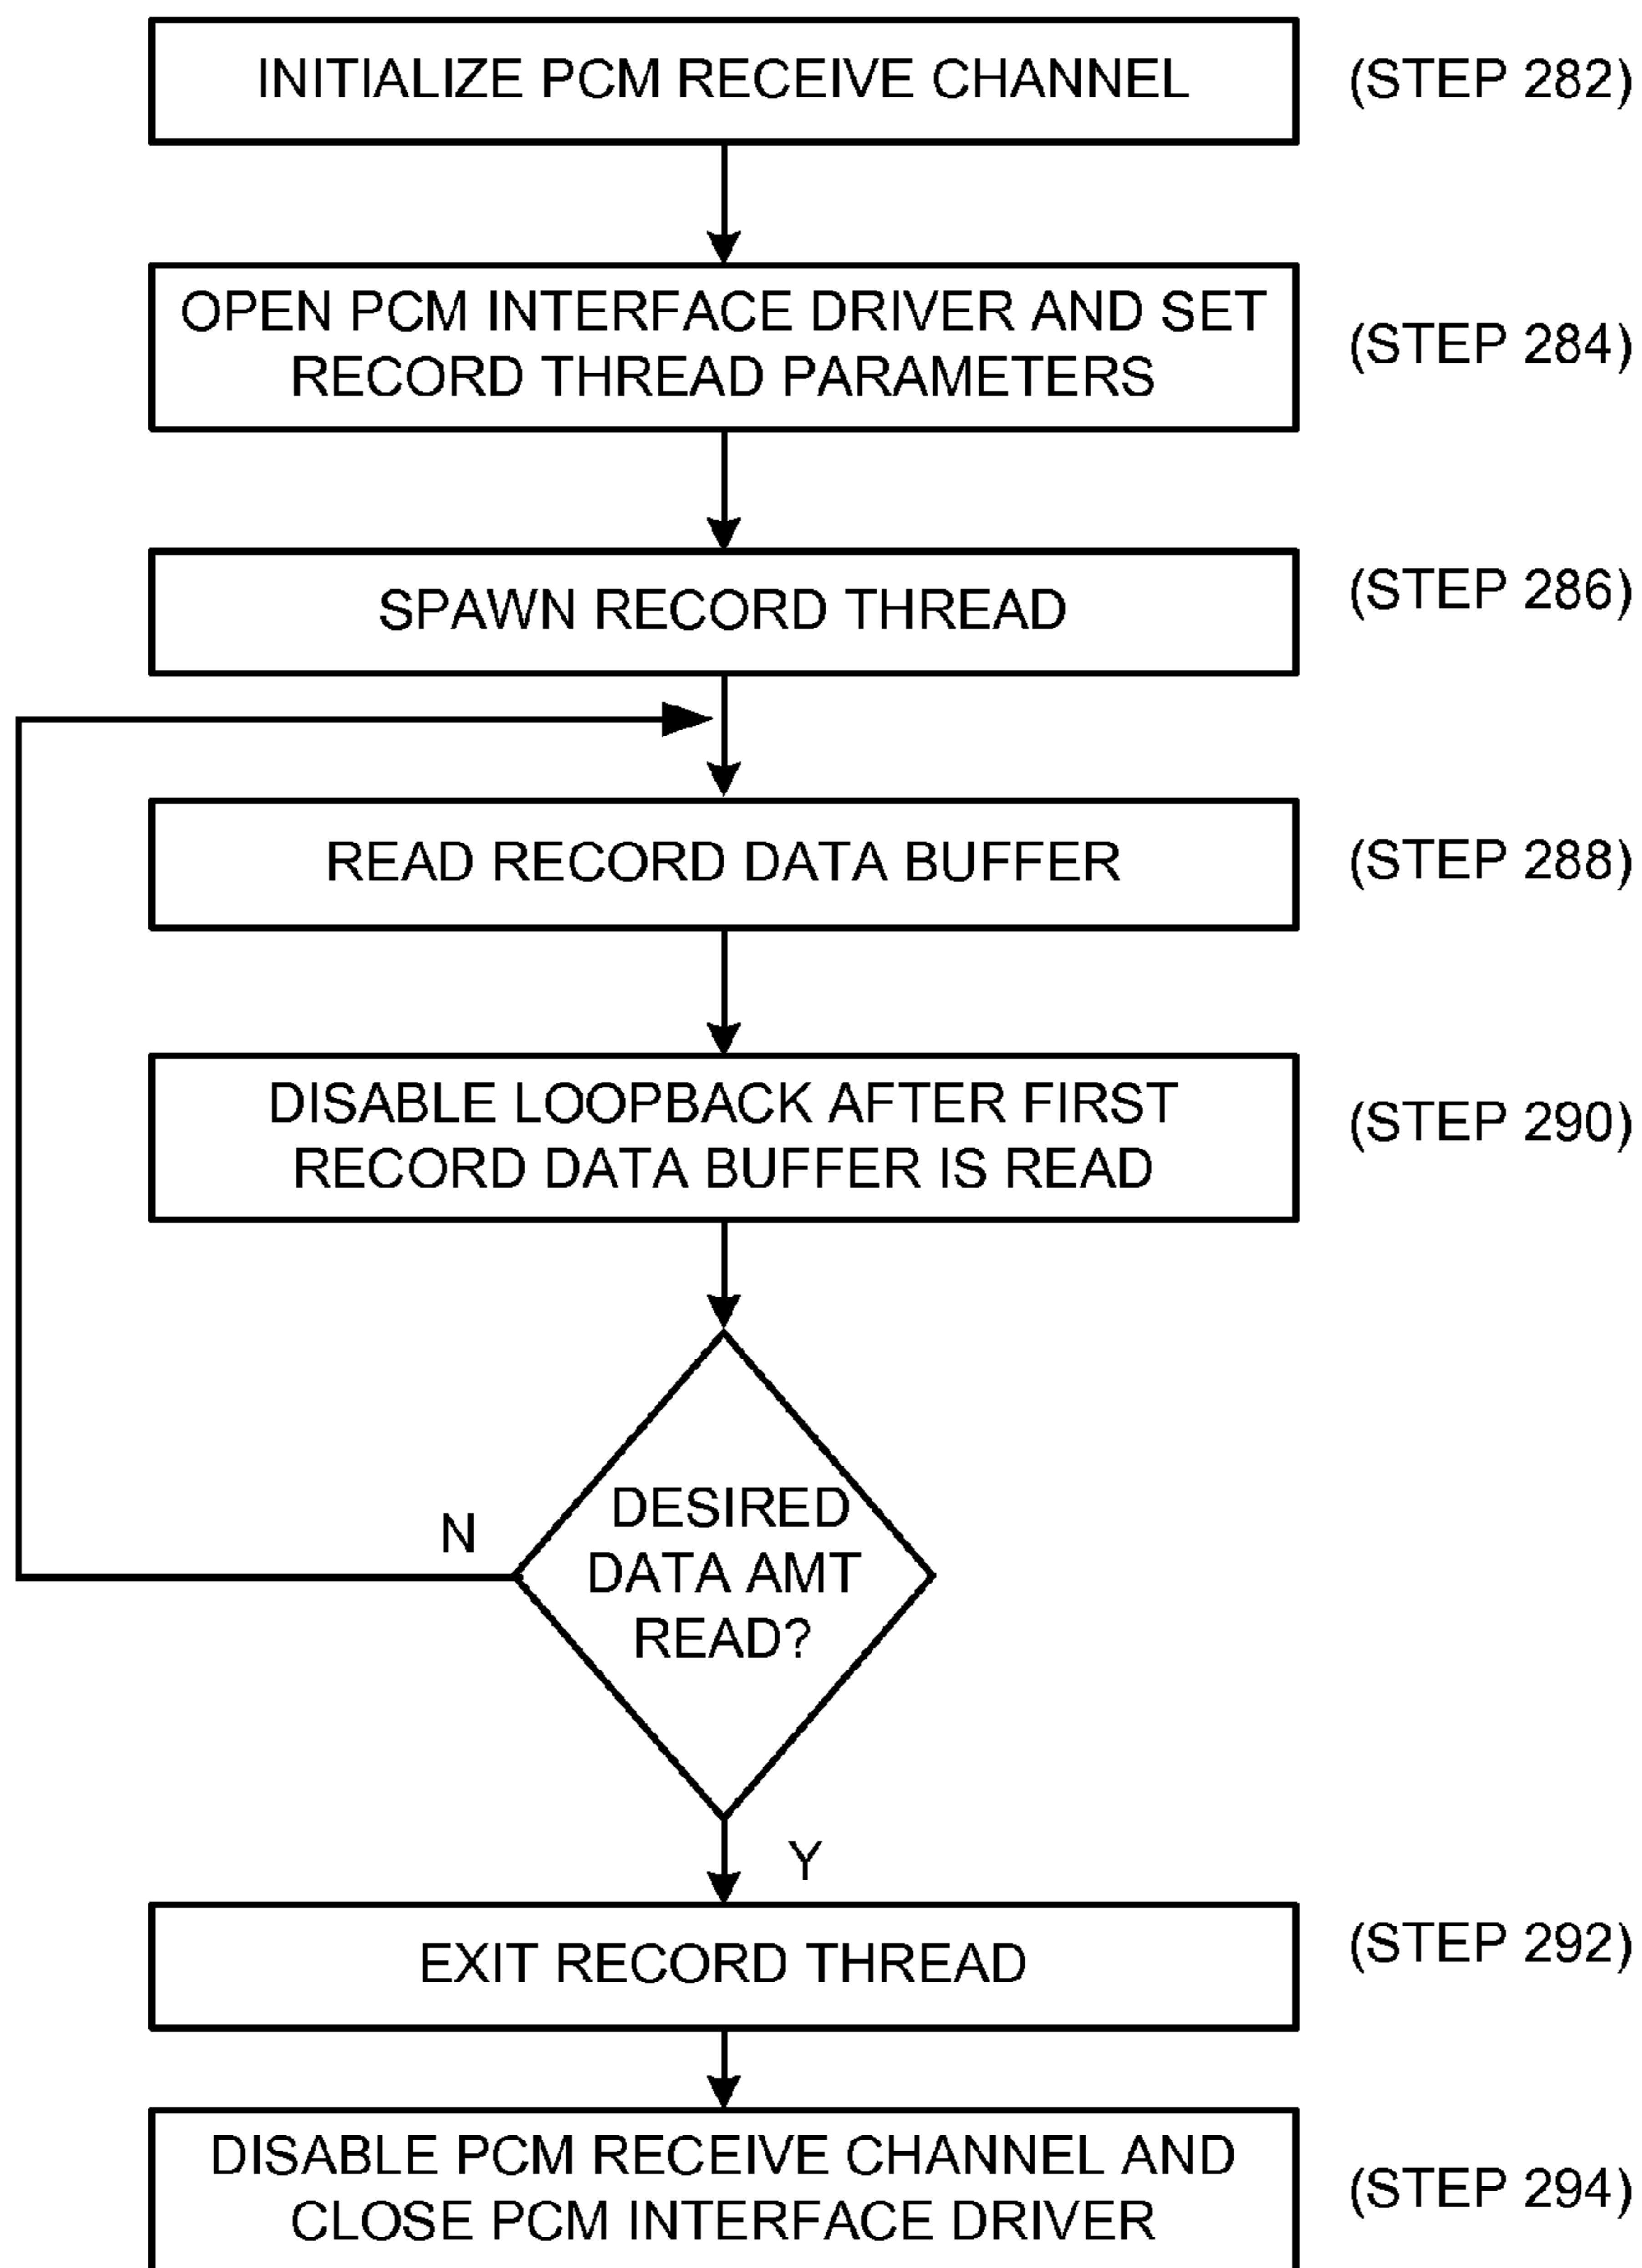 INITIALIZE PCM RECEIVE CHANNEL (STEP 282)
OPEN PCM INTERFACE DRIVER AND SET
RECORD THREAD PARAMETERS
(STEP 284)
SPAWN RECORD THREAD (STEP 286)
READ RECORD DATA BUFFER (STEP 288)
DISABLE LOOPBACK AFTER FIRST
RECORD DATA BUFFER IS READ
(STEP 290)
DESIRED
DATA AMT
READ?
N
Y
EXIT RECORD THREAD (STEP 292)
DISABLE PCM RECEIVE CHANNEL AND
CLOSE PCM INTERFACE DRIVER
(STEP 294)